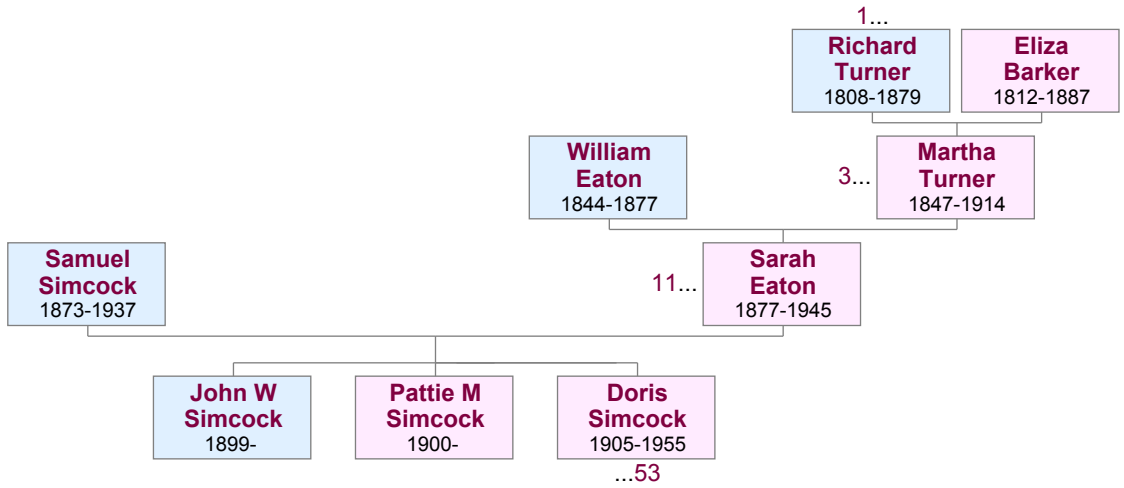 1...
Richard
Turner
1808-1879
Eliza
Barker
1812-1887
William
Eaton
1844-1877
3...
Martha
Turner
1847-1914
Samuel
Simcock
1873-1937
11...
Sarah
Eaton
1877-1945
John W
Simcock
1899-
Pattie M
Simcock
1900-
Doris
Simcock
1905-1955
...53